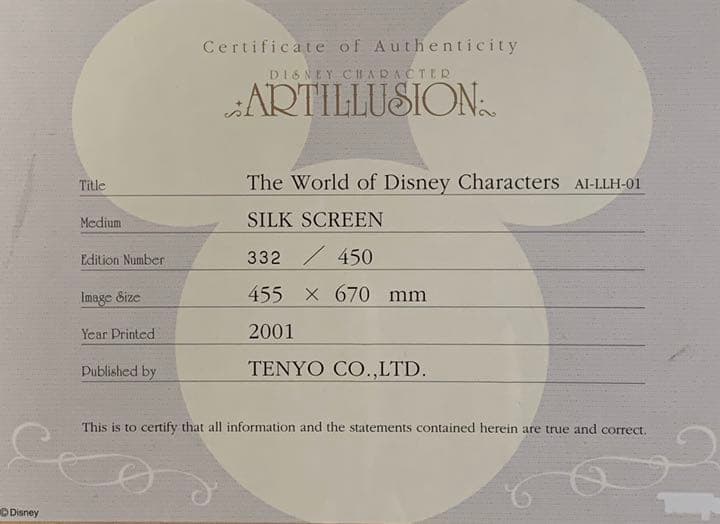 Certificate of Authenticity
DISNEY CHARACTER
ARTILLUSION
Title The World of Disney Characters AI-LLH-01
Medium SILK SCREEN
Edition Number 332 / 450
Image Size 455 × 670 mm
Year Printed 2001
Published by TENYO CO.,LTD.
This is to certify that all information and the statements contained herein are true and correct.
© Disney